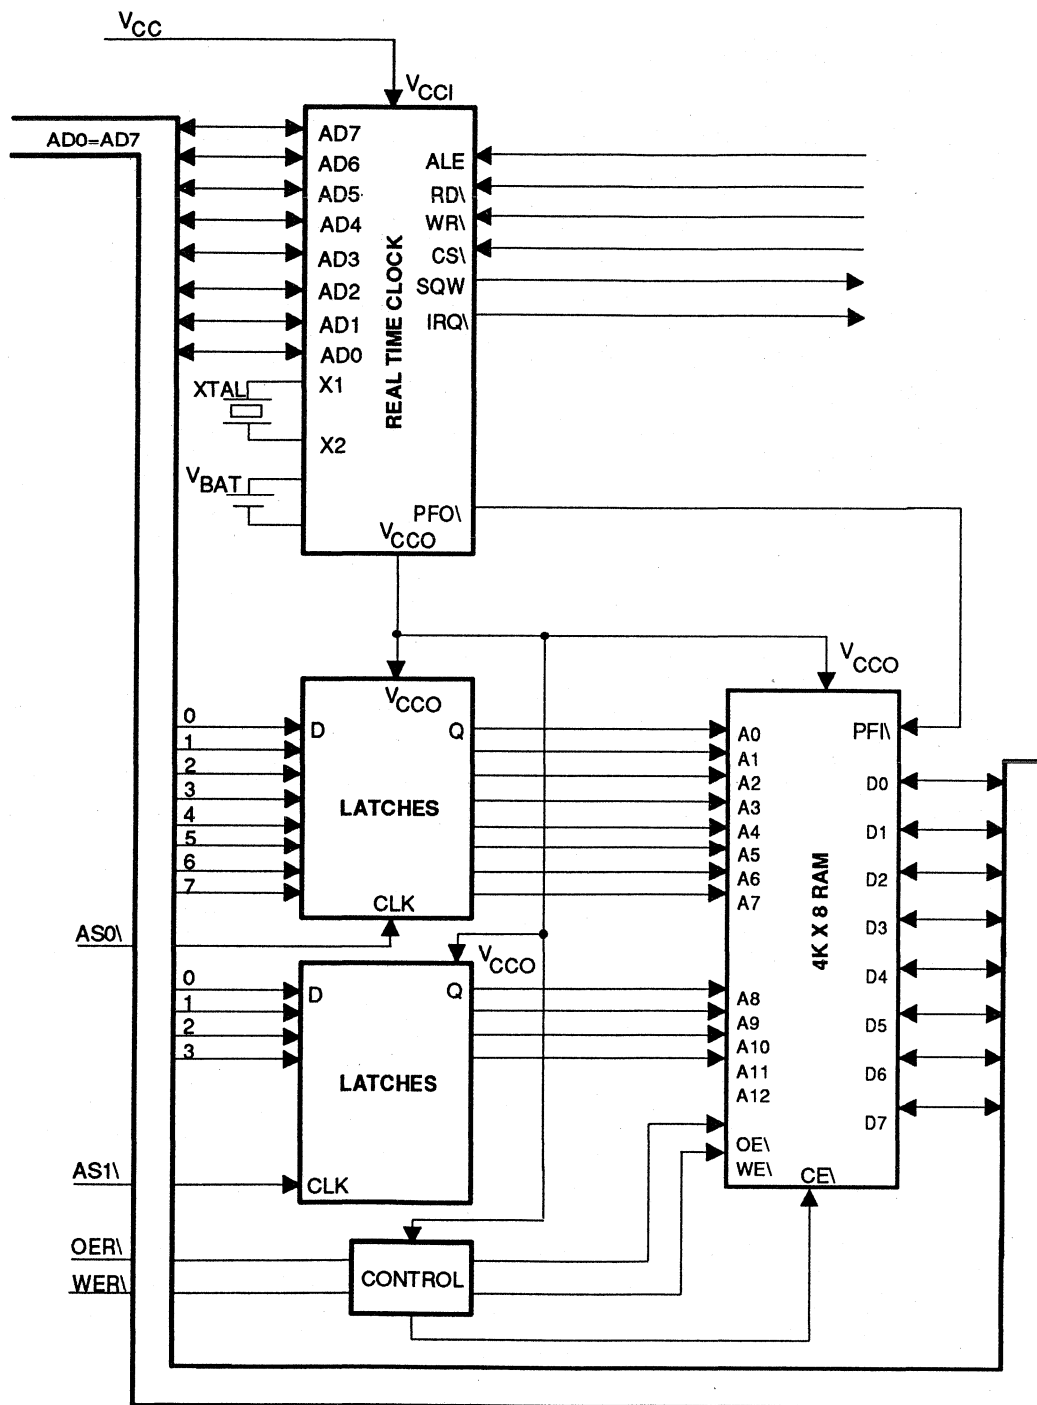 VCC
VCCI
AD0=AD7
AD7
AD6
AD5
AD4
AD3
AD2
AD1
AD0
X1
X2
XTAL
VBAT
REAL TIME CLOCK
ALE
RD\
WR\
CS\
SQW
IRQ\
PFO\
VCCO
VCCO
0
1
2
3
4
5
6
7
D
Q
LATCHES
CLK
AS0\
VCCO
0
1
2
3
D
Q
LATCHES
CLK
AS1\
OER\
WER\
CONTROL
VCCO
A0
A1
A2
A3
A4
A5
A6
A7
A8
A9
A10
A11
A12
OE\
WE\
CE\
4K X 8 RAM
PFI\
D0
D1
D2
D3
D4
D5
D6
D7